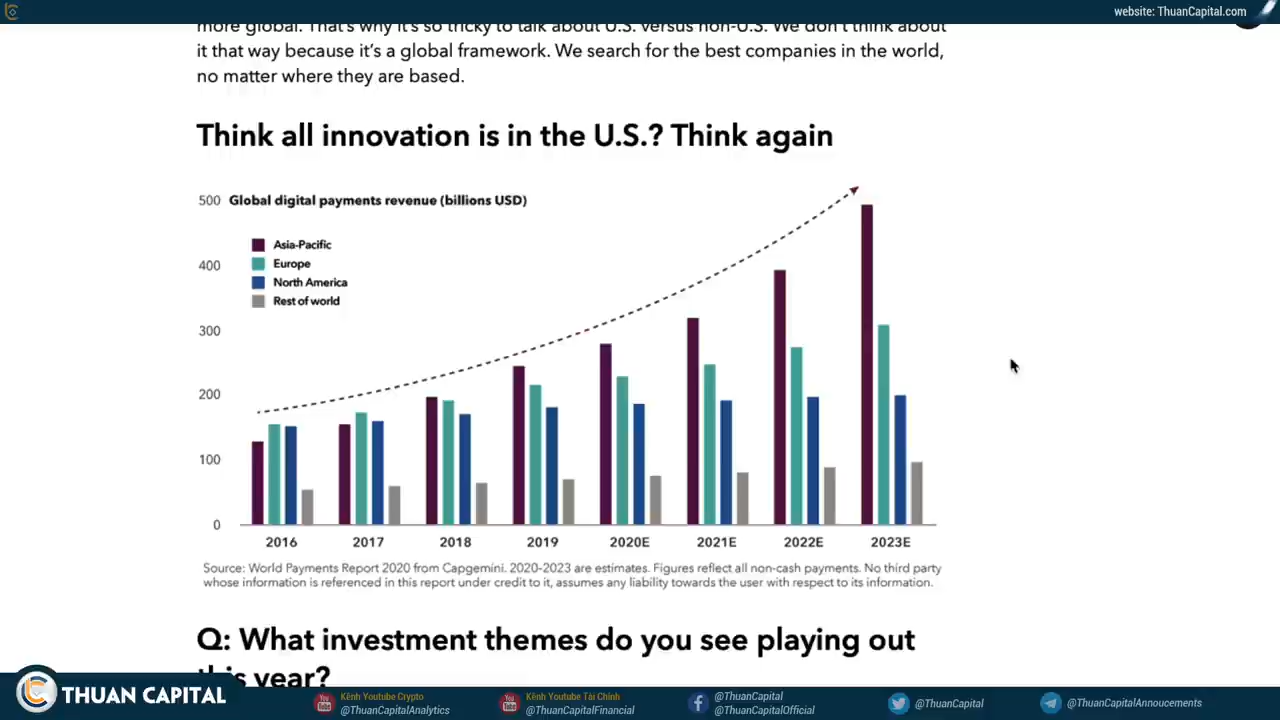 website: ThuanCapital.com
more global. That's why it's so tricky to talk about U.S. versus non-U.S. We don't think about
it that way because it's a global framework. We search for the best companies in the world,
no matter where they are based.
Think all innovation is in the U.S.? Think again
Global digital payments revenue (billions USD)
500
400
300
200
100
0
Asia-Pacific
Europe
North America
Rest of world
2016 2017 2018 2019 2020E 2021E 2022E 2023E
Source: World Payments Report 2020 from Capgemini. 2020-2023 are estimates. Figures reflect all non-cash payments. No third party
whose information is referenced in this report under credit to it, assumes any liability towards the user with respect to its information.
Q: What investment themes do you see playing out
this year?
THUAN CAPITAL
You Tube
Kênh Youtube Crypto
@ThuanCapitalAnalytics
You Tube
Kênh Youtube Tài Chính
@ThuanCapitalFinancial
@ThuanCapital
@ThuanCapitalOfficial
@ThuanCapital
@ThuanCapitalAnnoucements